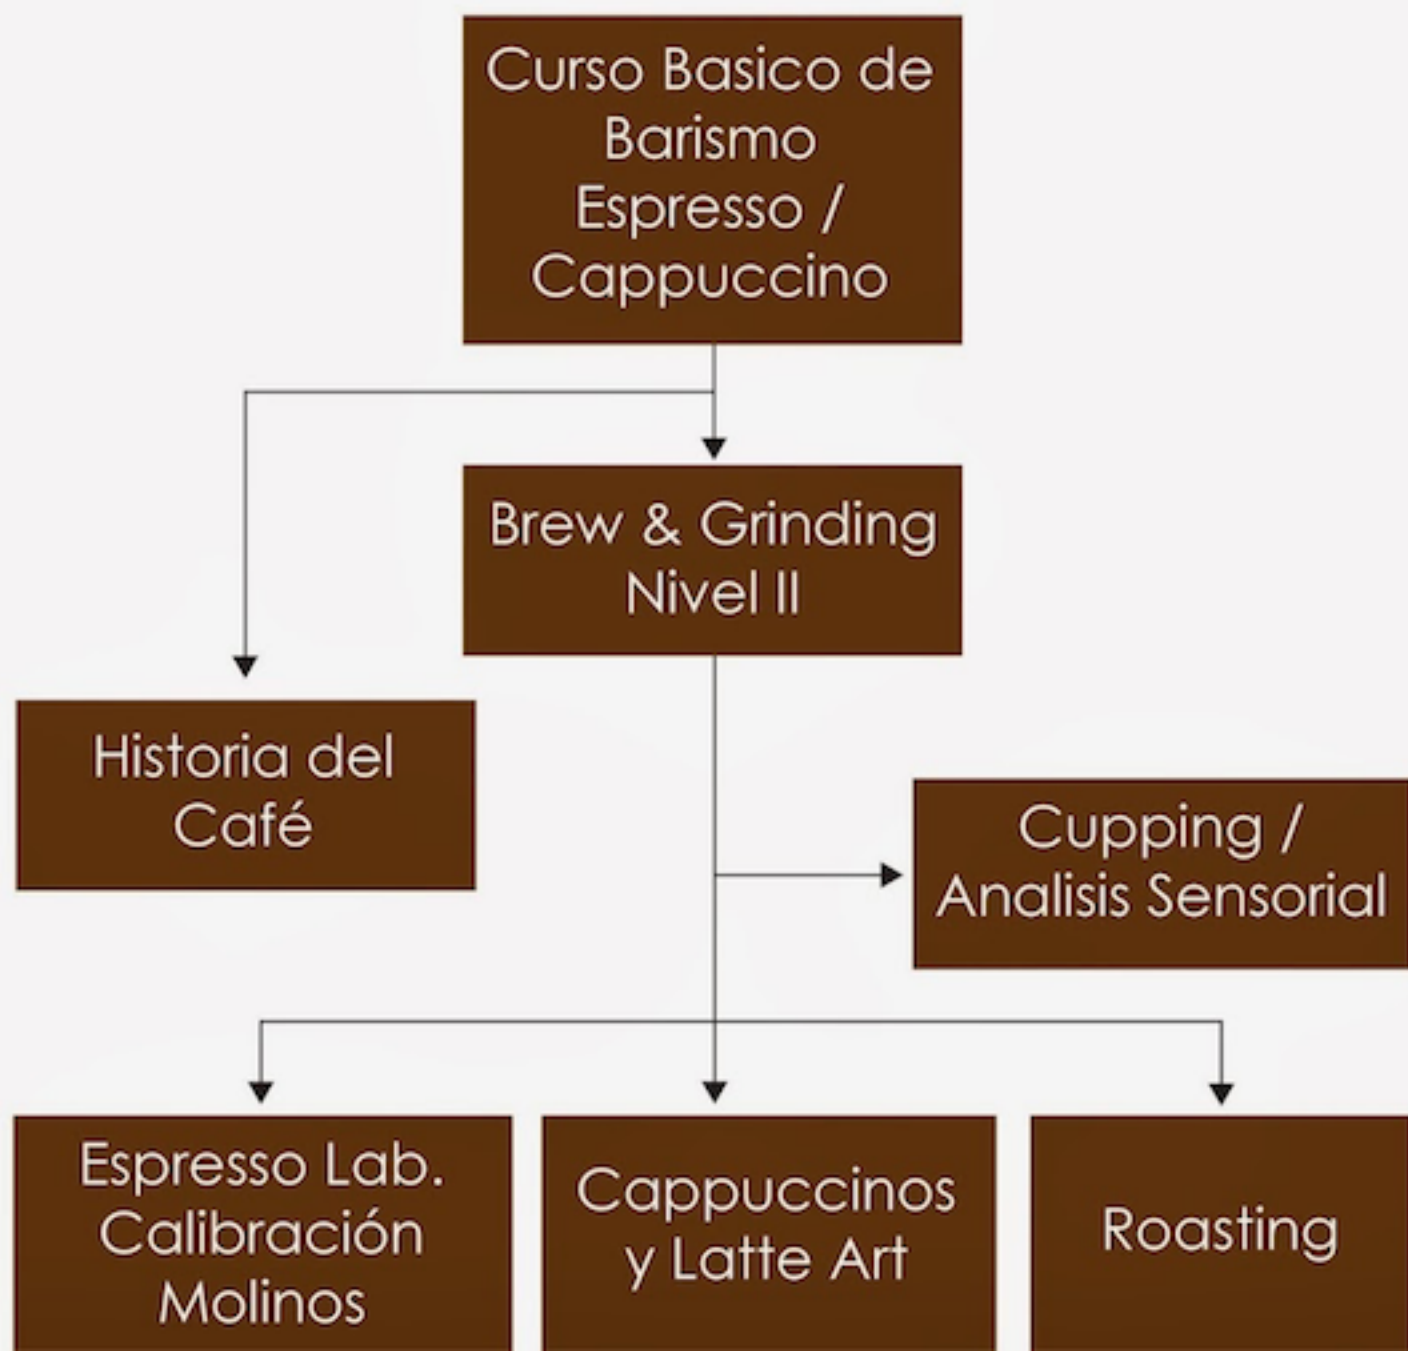 Curso Basico de
Barismo
Espresso /
Cappuccino
Brew & Grinding
Nivel II
Historia del
Café
Cupping /
Analisis Sensorial
Espresso Lab.
Calibración
Molinos
Cappuccinos
y Latte Art
Roasting